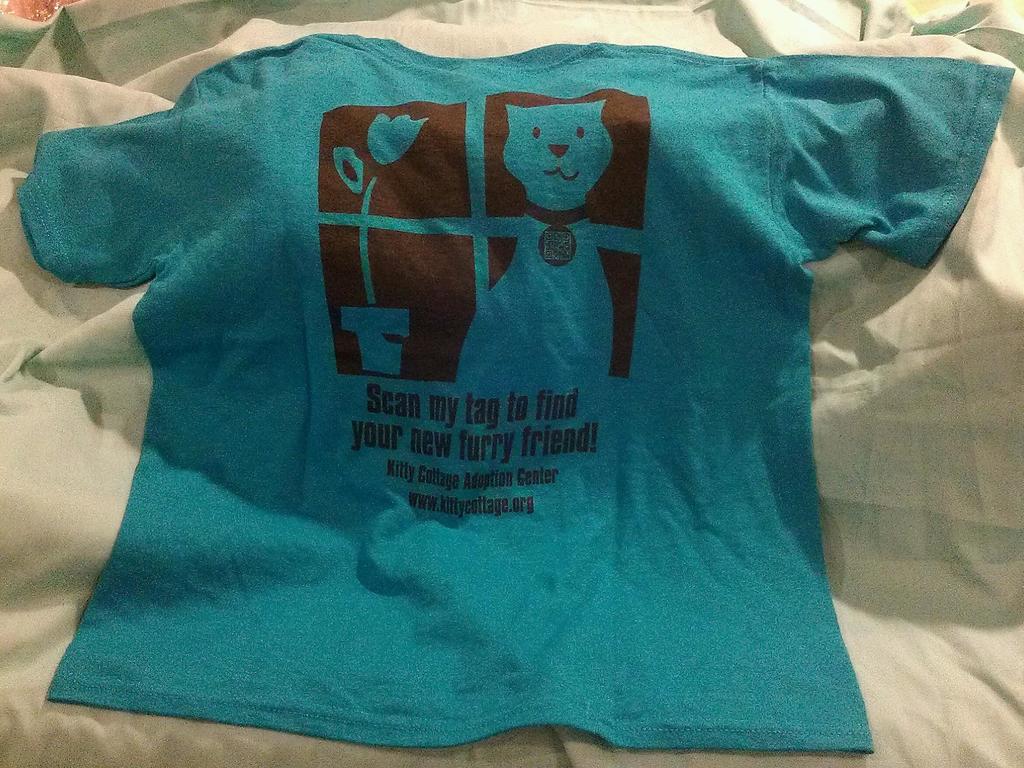 Scan my tag to find
your new furry friend!
Kitty Cottage Adoption Center
www.kittycottage.org